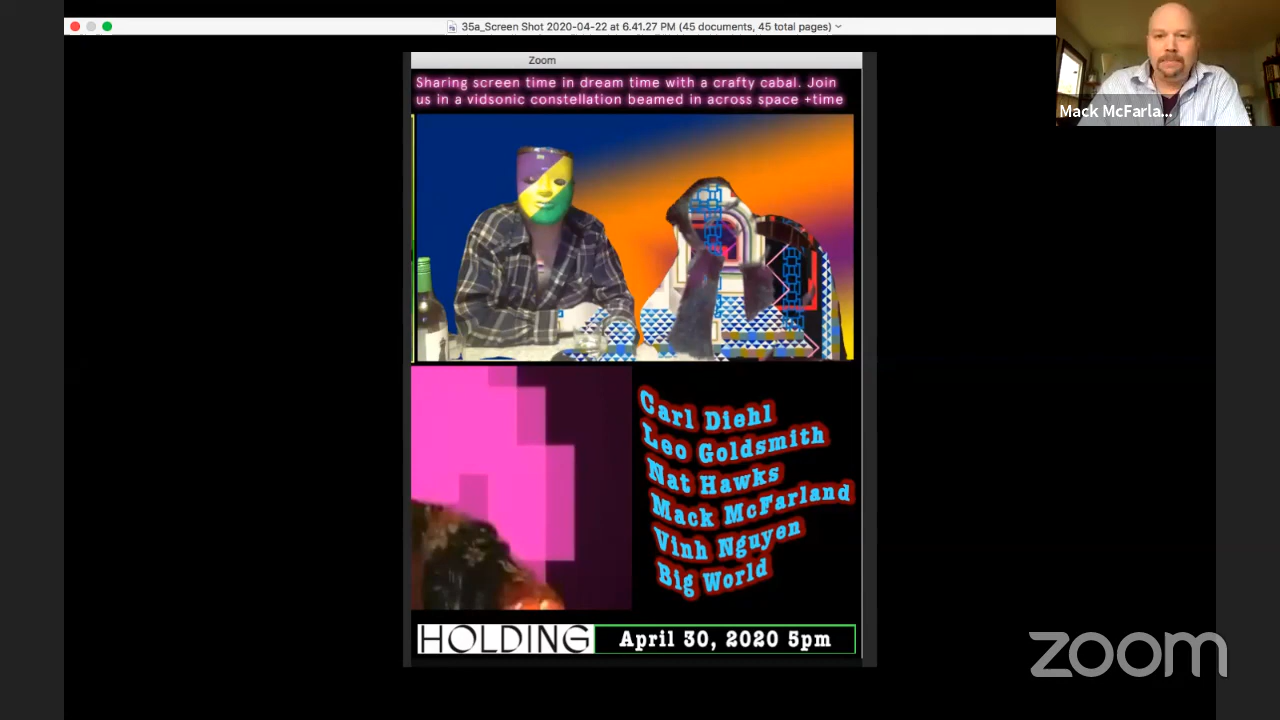 35a_Screen Shot 2020-04-22 at 6.41.27 PM (45 documents, 45 total pages)
Mack McFarla...
Zoom
Sharing screen time in dream time with a crafty cabal. Join
us in a vidsonic constellation beamed in across space +time
Carl Diehl
Leo Goldsmith
Nat Hawks
Mack McFarland
Vinh Nguyen
Big World
HOLDING
April 30, 2020 5pm
zoom